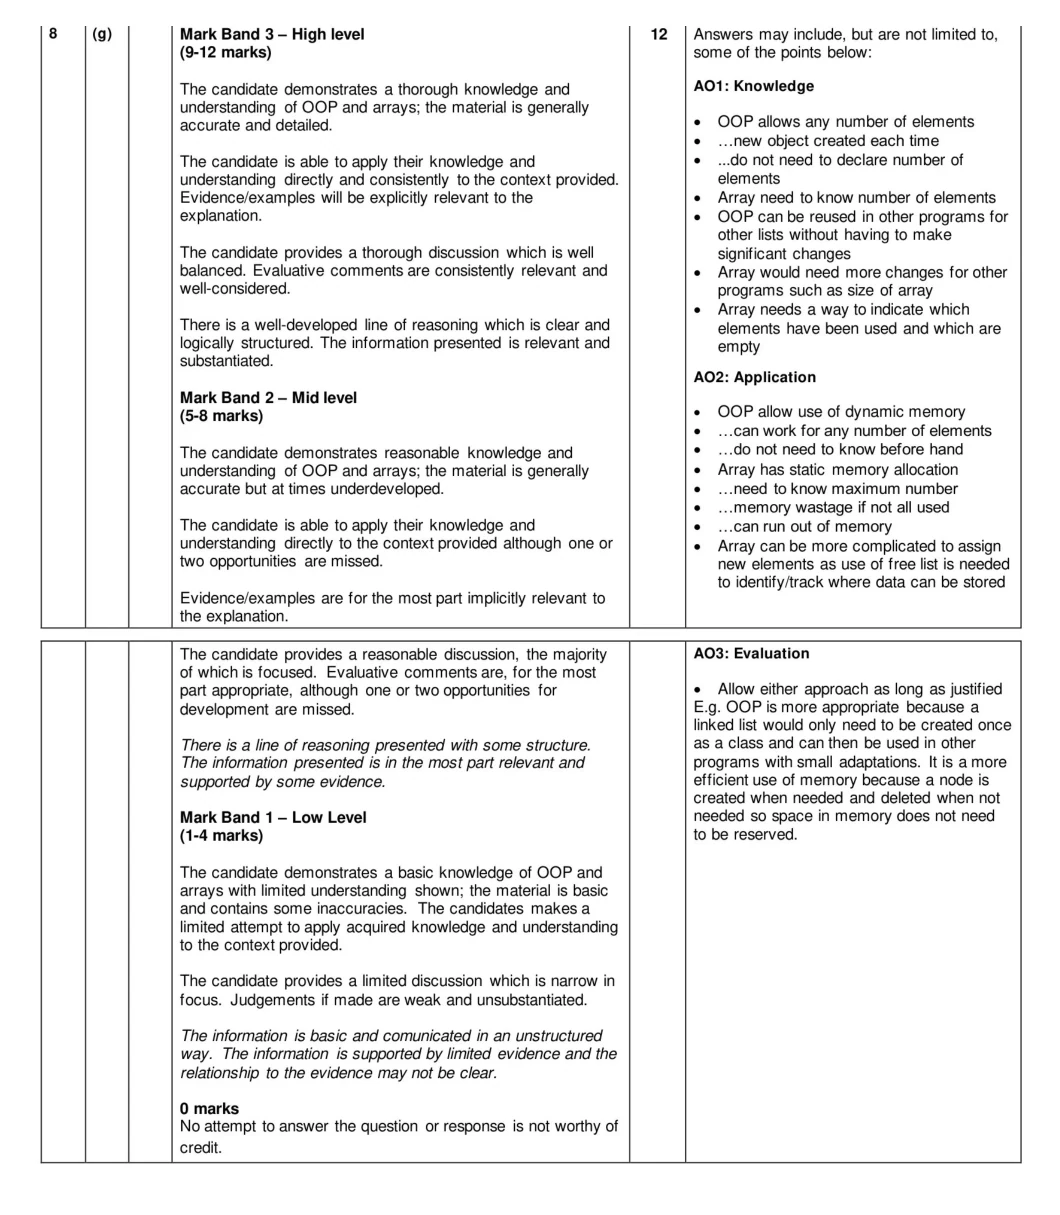 8 (g) Mark Band 3 – High level
(9-12 marks)
The candidate demonstrates a thorough knowledge and
understanding of OOP and arrays; the material is generally
accurate and detailed.
The candidate is able to apply their knowledge and
understanding directly and consistently to the context provided.
Evidence/examples will be explicitly relevant to the
explanation.
The candidate provides a thorough discussion which is well
balanced. Evaluative comments are consistently relevant and
well-considered.
There is a well-developed line of reasoning which is clear and
logically structured. The information presented is relevant and
substantiated.
Mark Band 2 – Mid level
(5-8 marks)
The candidate demonstrates reasonable knowledge and
understanding of OOP and arrays; the material is generally
accurate but at times underdeveloped.
The candidate is able to apply their knowledge and
understanding directly to the context provided although one or
two opportunities are missed.
Evidence/examples are for the most part implicitly relevant to
the explanation.
12
Answers may include, but are not limited to,
some of the points below:
AO1: Knowledge
• OOP allows any number of elements
• …new object created each time
• ...do not need to declare number of
elements
• Array need to know number of elements
• OOP can be reused in other programs for
other lists without having to make
significant changes
• Array would need more changes for other
programs such as size of array
• Array needs a way to indicate which
elements have been used and which are
empty
AO2: Application
• OOP allow use of dynamic memory
• …can work for any number of elements
• …do not need to know before hand
• Array has static memory allocation
• …need to know maximum number
• …memory wastage if not all used
• …can run out of memory
• Array can be more complicated to assign
new elements as use of free list is needed
to identify/track where data can be stored
The candidate provides a reasonable discussion, the majority
of which is focused. Evaluative comments are, for the most
part appropriate, although one or two opportunities for
development are missed.
There is a line of reasoning presented with some structure.
The information presented is in the most part relevant and
supported by some evidence.
Mark Band 1 – Low Level
(1-4 marks)
The candidate demonstrates a basic knowledge of OOP and
arrays with limited understanding shown; the material is basic
and contains some inaccuracies. The candidates makes a
limited attempt to apply acquired knowledge and understanding
to the context provided.
The candidate provides a limited discussion which is narrow in
focus. Judgements if made are weak and unsubstantiated.
The information is basic and comunicated in an unstructured
way. The information is supported by limited evidence and the
relationship to the evidence may not be clear.
0 marks
No attempt to answer the question or response is not worthy of
credit.
AO3: Evaluation
• Allow either approach as long as justified
E.g. OOP is more appropriate because a
linked list would only need to be created once
as a class and can then be used in other
programs with small adaptations. It is a more
efficient use of memory because a node is
created when needed and deleted when not
needed so space in memory does not need
to be reserved.